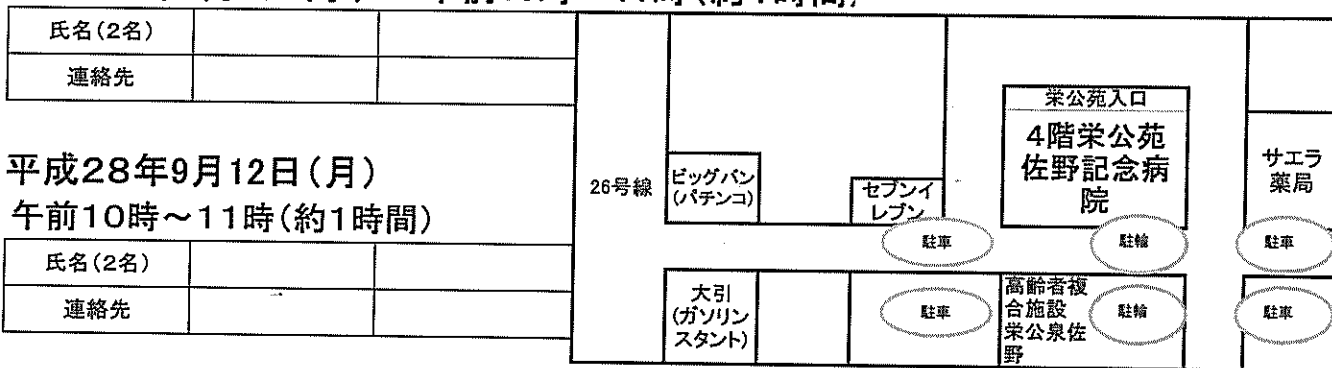 氏名(2名)
連絡先
平成28年9月12日(月)
午前10時～11時(約1時間)
氏名(2名)
連絡先
26号線
ビッグバン
(パチンコ)
セブンイ
レブン
栄公苑入口
4階栄公苑
佐野記念病
院
サエラ
薬局
駐車
駐輪
駐車
大引
(ガソリン
スタント)
駐車
高齢者複
合施設
栄公泉佐
野
駐輪
駐車